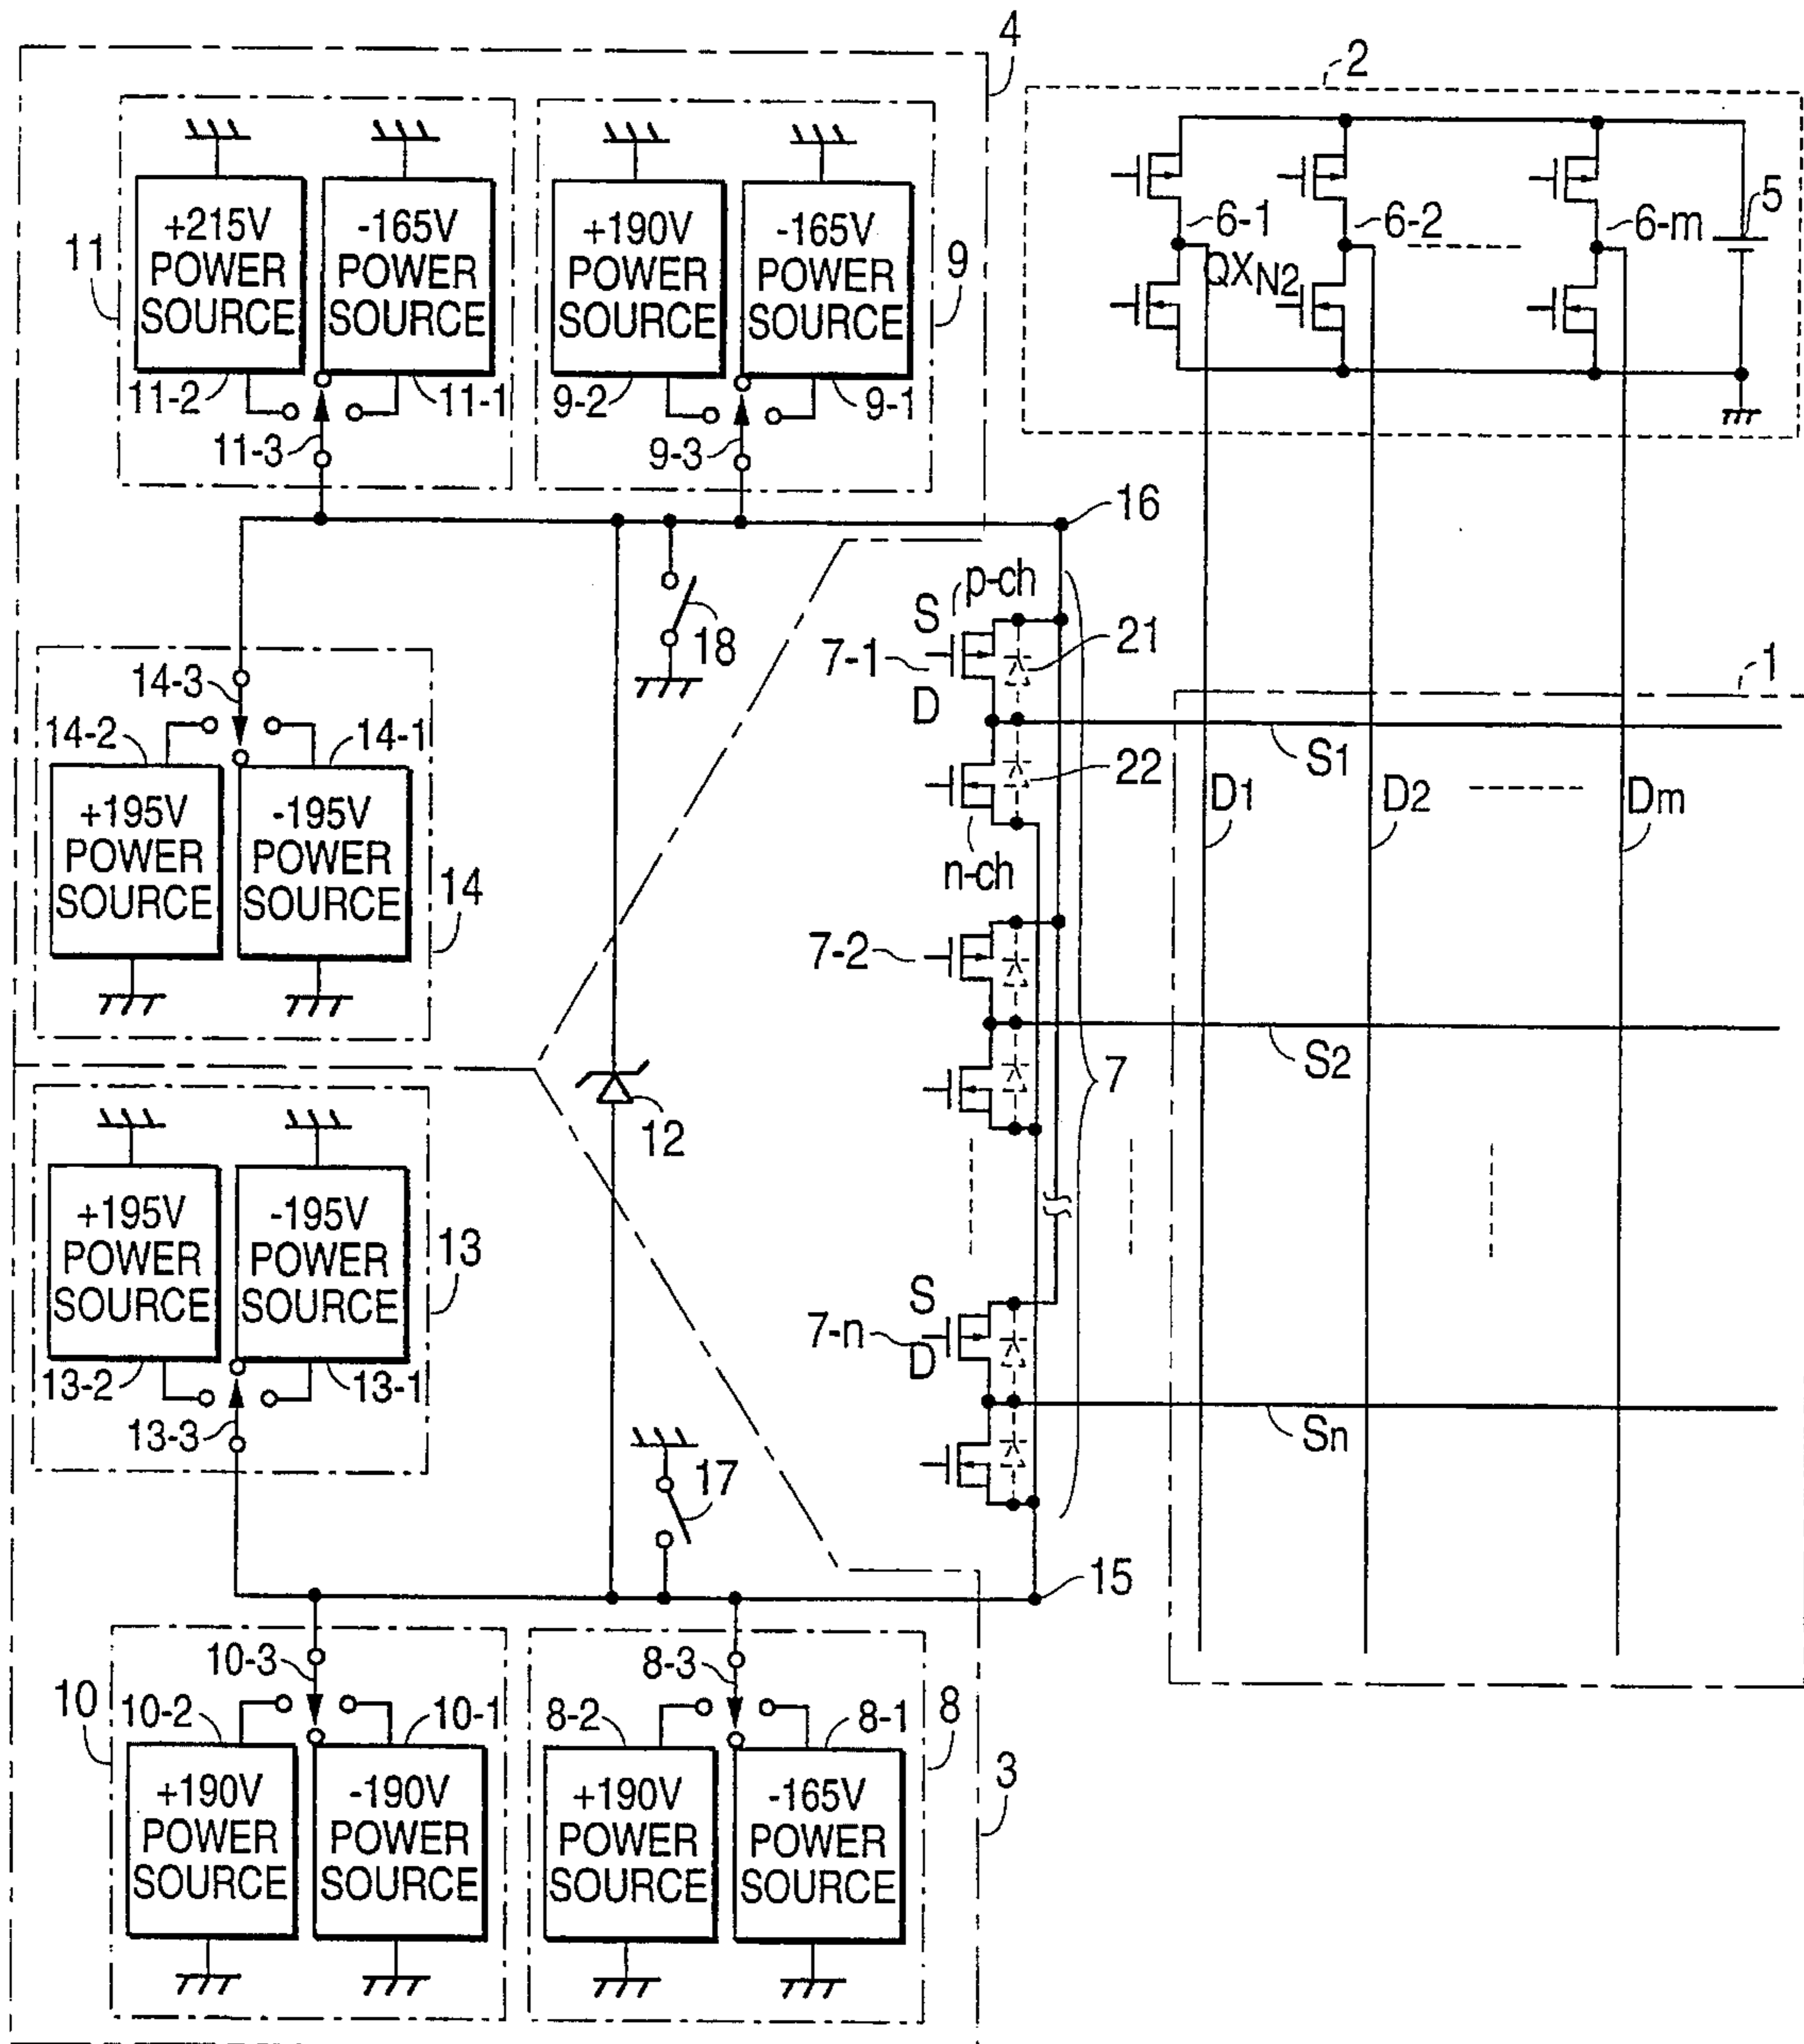 4
2
+215V
POWER
SOURCE
-165V
POWER
SOURCE
+190V
POWER
SOURCE
-165V
POWER
SOURCE
11
9
11-2
11-1
11-3
9-2
9-1
9-3
6-1
6-2
6-m
5
QXN2
16
18
p-ch
S
7-1
D
21
22
n-ch
7-2
7
S
7-n
D
1
S1
D1
D2
Dm
S2
Sn
14-3
14-2
14-1
+195V
POWER
SOURCE
-195V
POWER
SOURCE
14
12
+195V
POWER
SOURCE
-195V
POWER
SOURCE
13
13-2
13-1
13-3
17
15
10-3
10
10-2
10-1
+190V
POWER
SOURCE
-190V
POWER
SOURCE
8-3
8-2
8-1
8
+190V
POWER
SOURCE
-165V
POWER
SOURCE
3